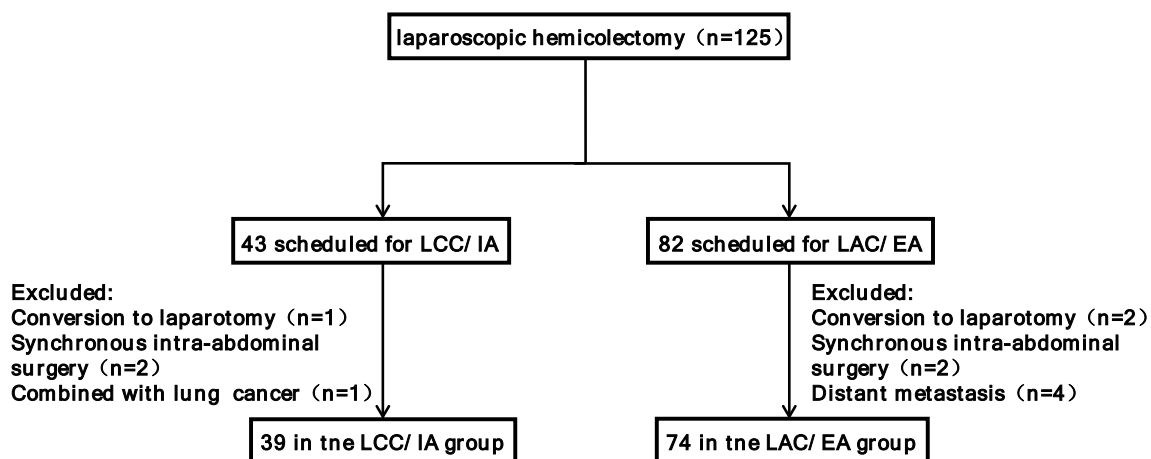 laparoscopic hemicolectomy（n=125）
43 scheduled for LCC/ IA
82 scheduled for LAC/ EA
Excluded:
Conversion to laparotomy（n=1）
Synchronous intra-abdominal
surgery（n=2）
Combined with lung cancer（n=1）
Excluded:
Conversion to laparotomy（n=2）
Synchronous intra-abdominal
surgery（n=2）
Distant metastasis（n=4）
39 in tne LCC/ IA group
74 in tne LAC/ EA group